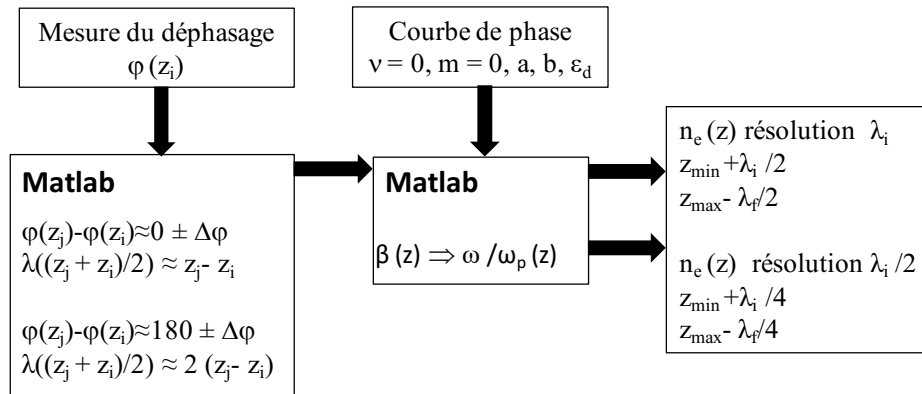 Mesure du déphasage
φ (z_i)
Courbe de phase
ν = 0, m = 0, a, b, ε_d
Matlab
φ(z_j)-φ(z_i)≈0 ± Δφ
λ((z_j + z_i)/2) ≈ z_j- z_i
φ(z_j)-φ(z_i)≈180 ± Δφ
λ((z_j + z_i)/2) ≈ 2 (z_j- z_i)
Matlab
β (z) ⇒ ω /ω_p (z)
n_e (z) résolution λ_i
z_min +λ_i /2
z_max - λ_f/2
n_e (z) résolution λ_i /2
z_min +λ_i /4
z_max - λ_f/4